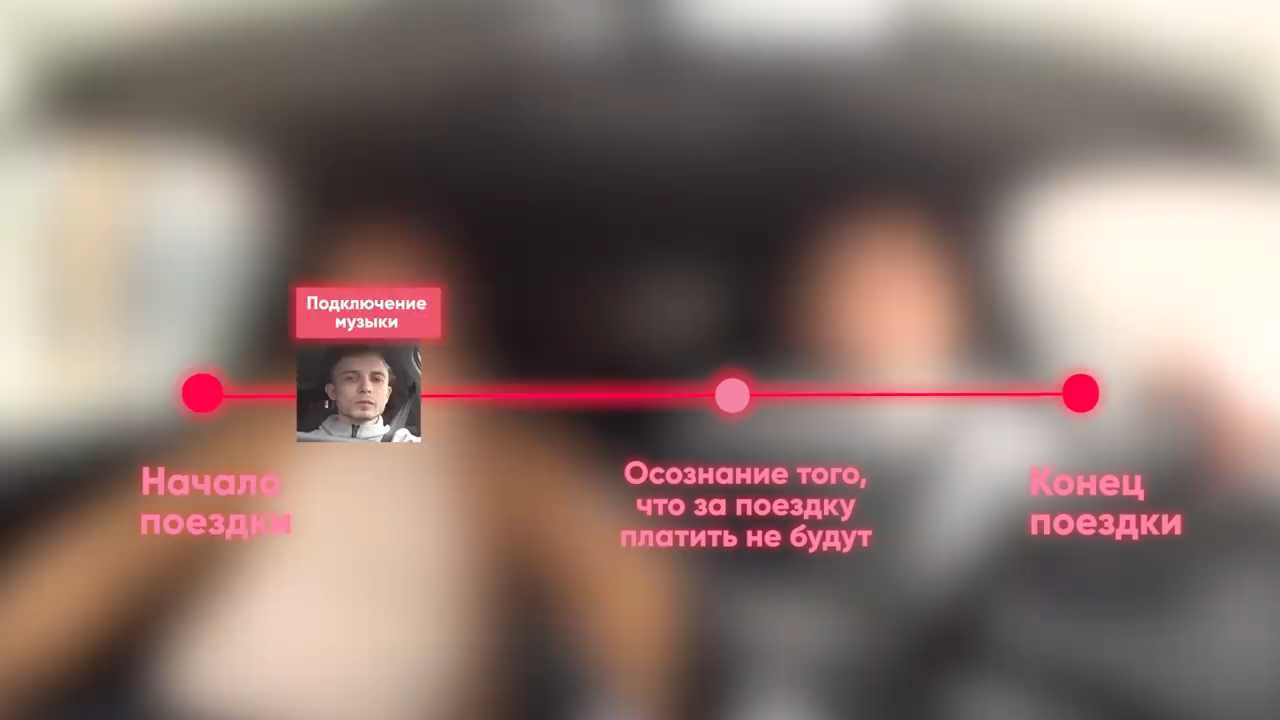 Подключение
музыки
Начало
поездки
Осознание того,
что за поездку
платить не будут
Конец
поездки